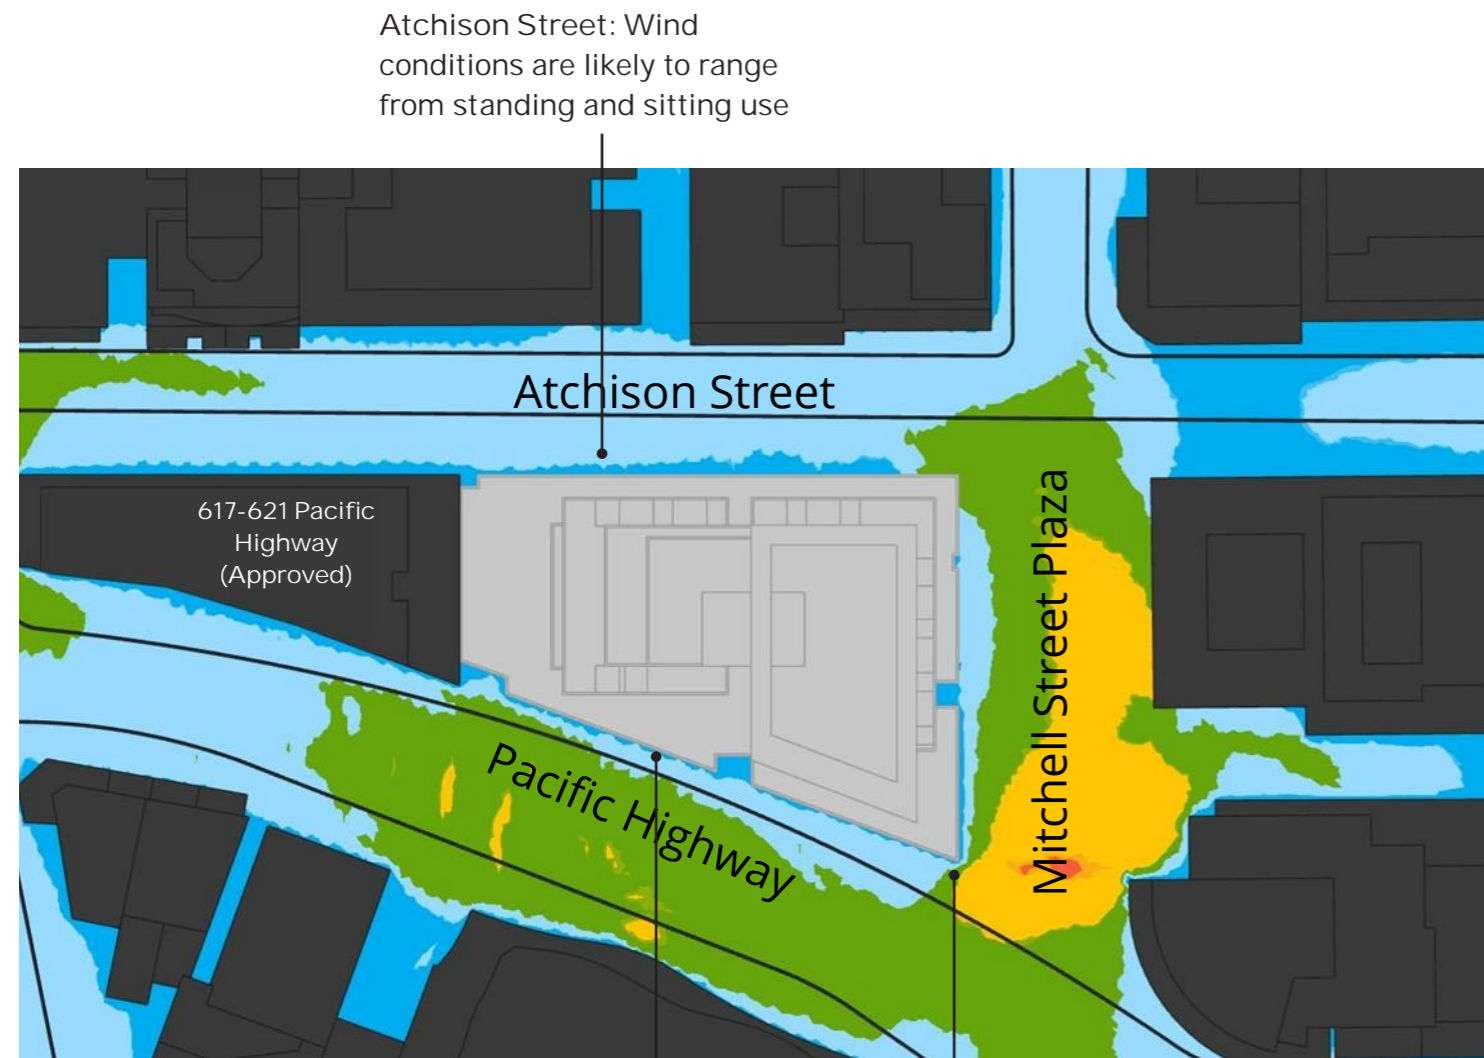 Atchison Street: Wind
conditions are likely to range
from standing and sitting use
Atchison Street
617-621 Pacific
Highway
(Approved)
Mitchell Street Plaza
Pacific Highway